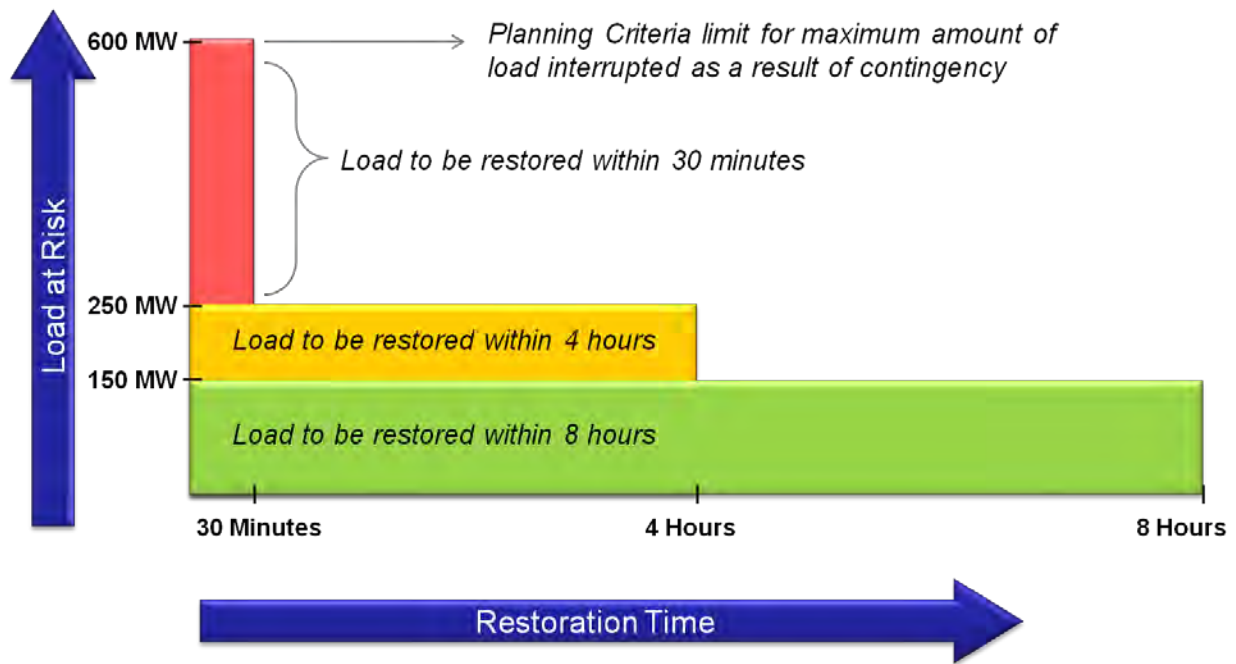 600 MW
Planning Criteria limit for maximum amount of
load interrupted as a result of contingency
Load to be restored within 30 minutes
Load at Risk
250 MW
Load to be restored within 4 hours
150 MW
Load to be restored within 8 hours
30 Minutes
4 Hours
8 Hours
Restoration Time